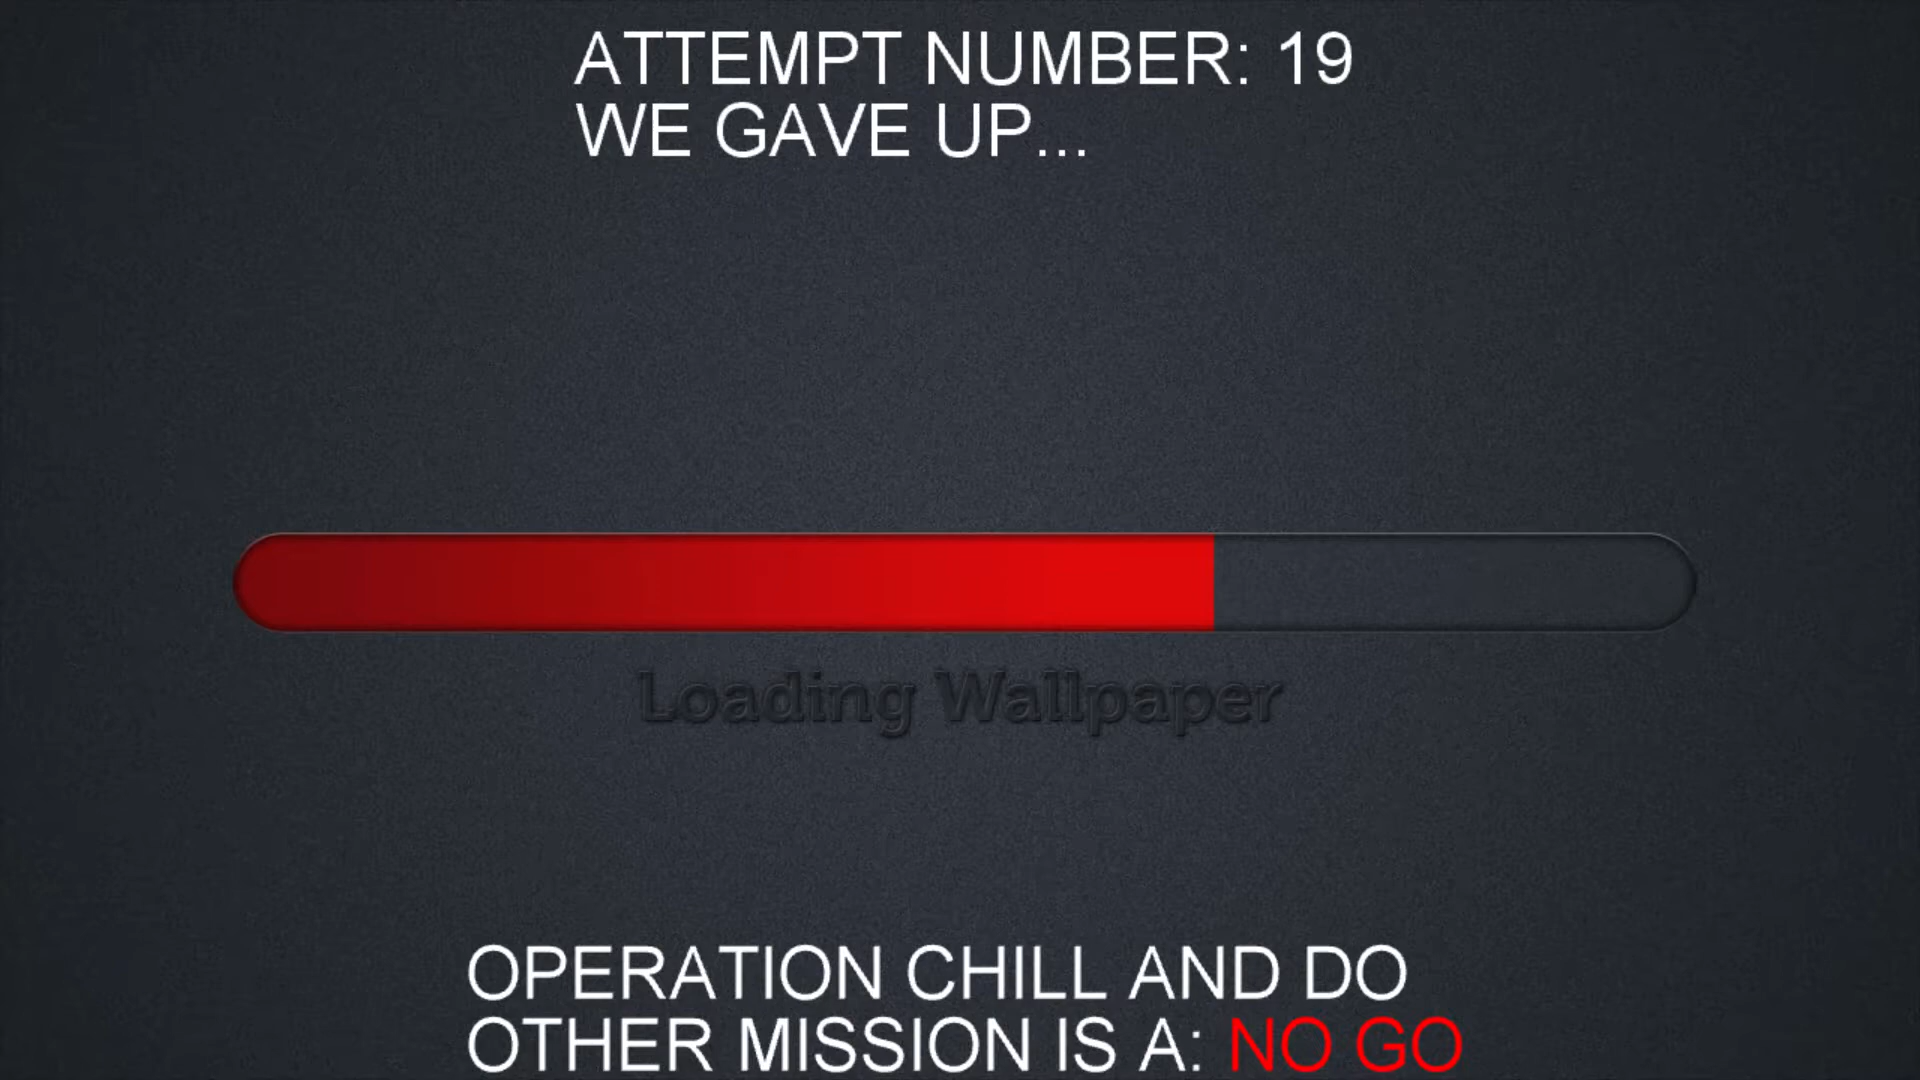 ATTEMPT NUMBER: 19
WE GAVE UP...
Loading Wallpaper
OPERATION CHILL AND DO
OTHER MISSION IS A: NO GO